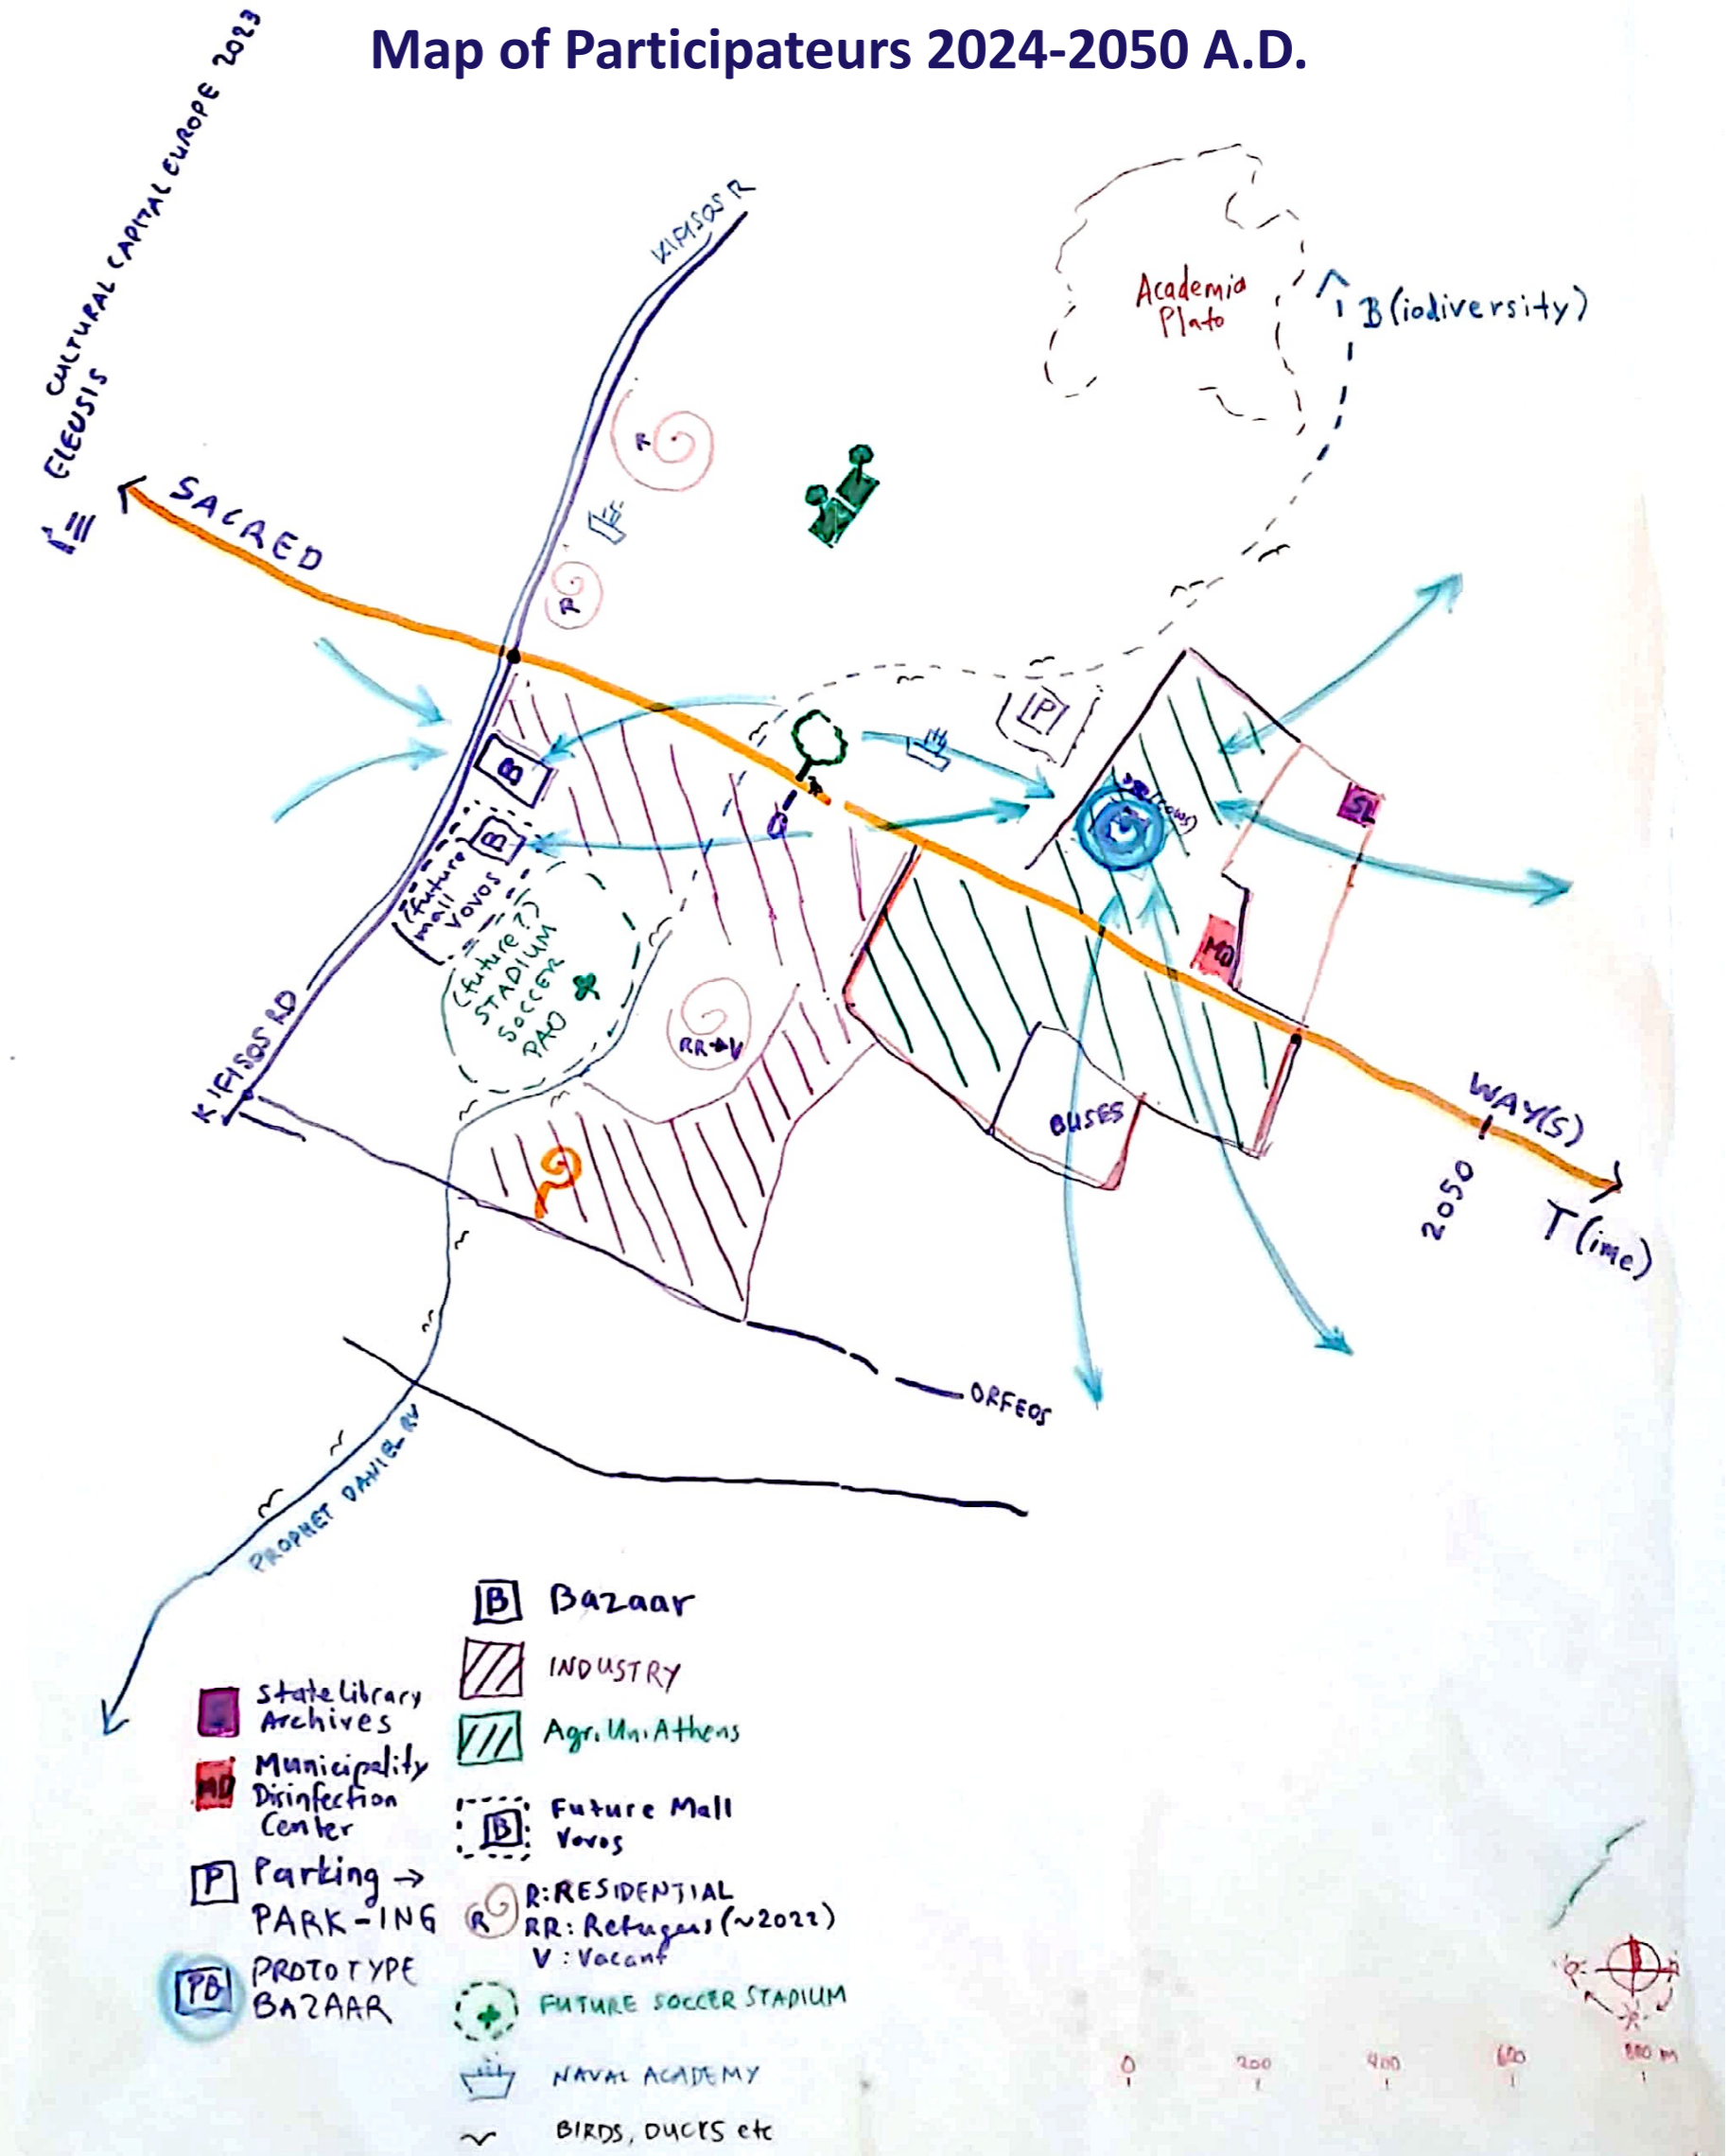 Map of Participateurs 2024-2050 A.D.
CULTURAL CAPITAL EUROPE 2023
ELEUSIS
KIFISOS R
Academia
Plato
B(iodiversity)
SACRED
R
R
P
B
B
(future
mall
VOVOS
(future?)
STADIUM
SOCCER
PAO
RR→V
SL
MD
BUSES
KIFISOS RD
WAY(S)
2050
T(ime)
ORFEOS
PROPHET DANIEL RV
B Bazaar
INDUSTRY
Agr.Un.Athens
B Future Mall
Vovos
R R:RESIDENTIAL
RR: Refugees (~2022)
V: Vacant
FUTURE SOCCER STADIUM
NAVAL ACADEMY
BIRDS, DUCKS etc
State Library
Archives
MD Municipality
Disinfection
Center
P Parking →
PARK-ING
PB PROTOTYPE
BAZAAR
0 200 400 600 800 m